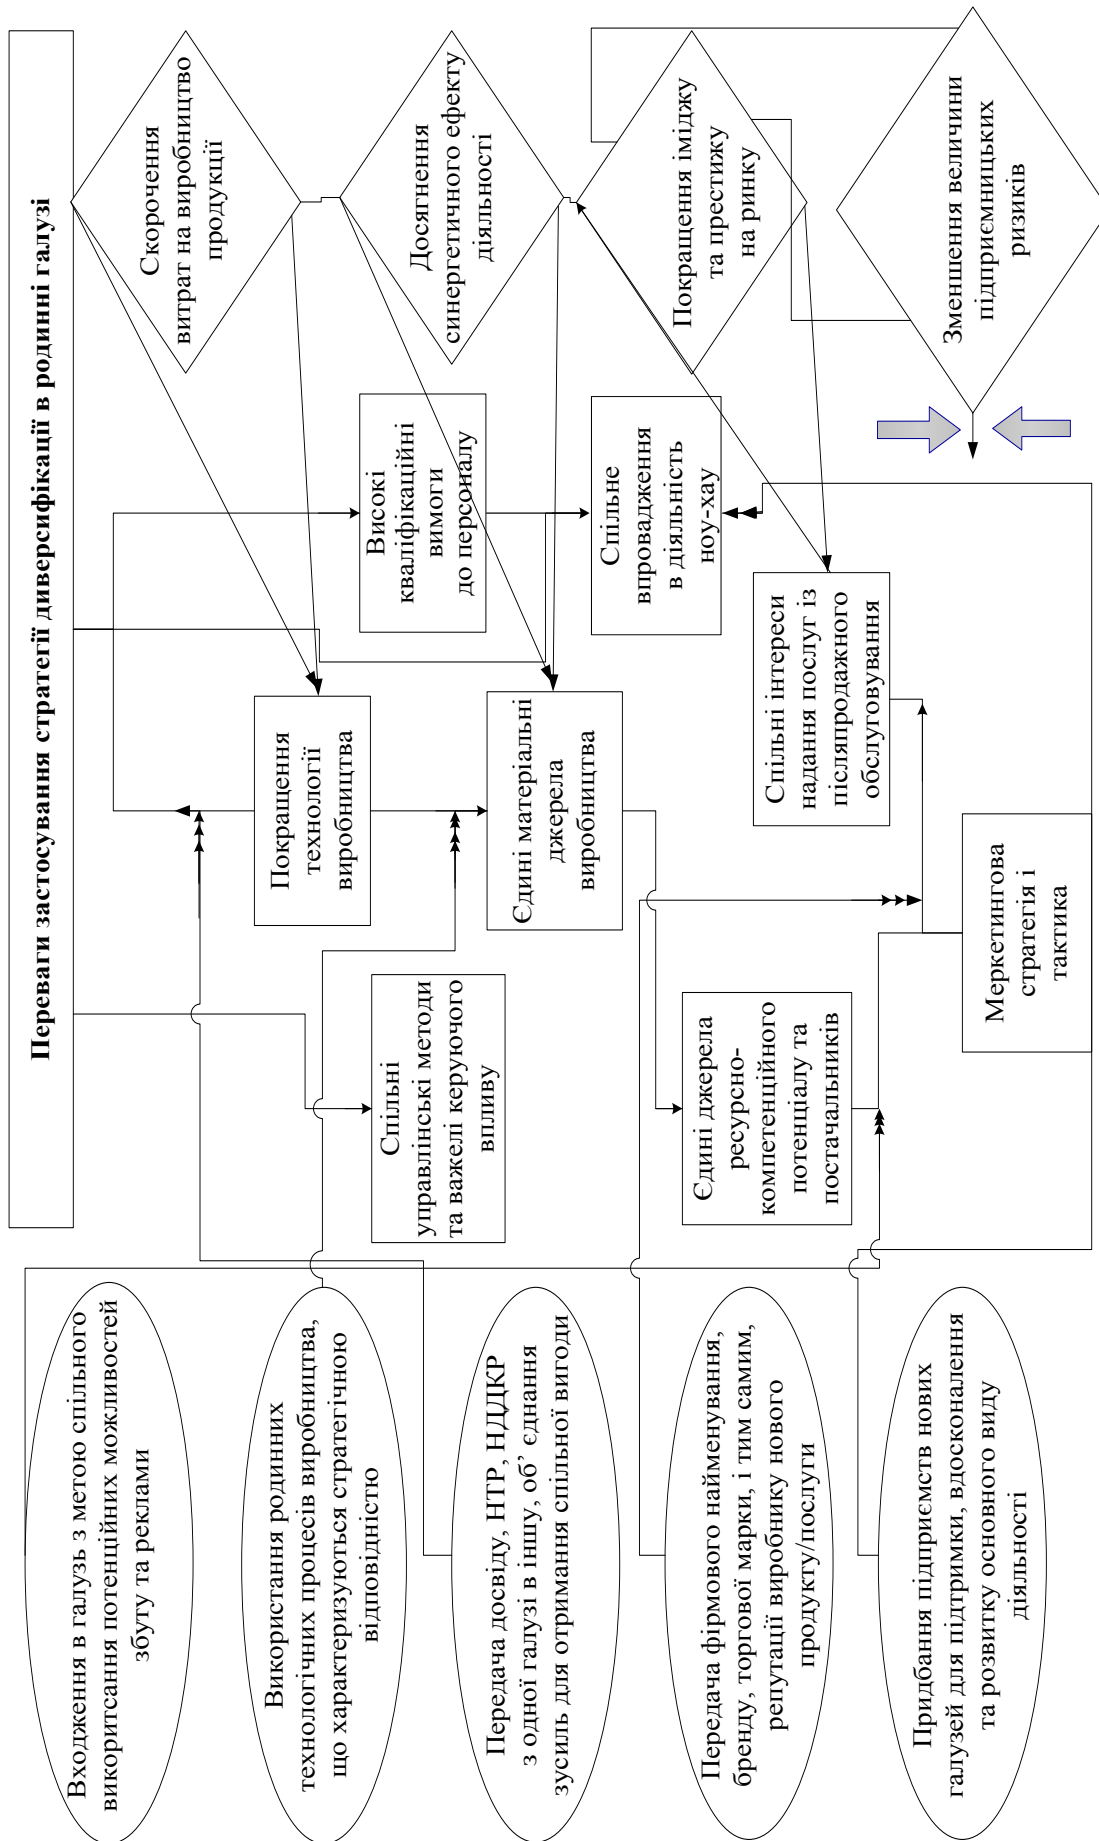 Переваги застосування стратегії диверсифікації в родинні галузі
Входження в галузь з метою спільного
викоритсання потенційних можливостей
збуту та реклами
Використання родинних
технологічних процесів виробництва,
що характеризуються стратегічною
відповідністю
Передача досвіду, НТР, НДДКР
з одної галузі в іншу, об’ єднання
зусиль для отримання спільної вигоди
Передача фірмового найменування,
бренду, торгової марки, і тим самим,
репутації виробнику нового
продукту/послуги
Придбання підприємств нових
галузей для підтримки, вдосконалення
та розвитку основного виду
діяльності
Спільні
управлінські методи
та важелі керуючого
впливу
Єдині джерела
ресурсно-
компетенційного
потенціалу та
постачальників
Покращення
технології
виробництва
Єдині матеріальні
джерела
виробництва
Меркетингова
стратегія і
тактика
Високі
кваліфікаційні
вимоги
до персоналу
Спільне
впровадження
в діяльність
ноу-хау
Спільні інтереси
надання послуг із
післяпродажного
обслуговування
Скорочення
витрат на виробництво
продукції
Досягнення
синергетичного ефекту
діяльності
Покращення іміджу
та престижу
на ринку
Зменшення величини
підприємницьких
ризиків